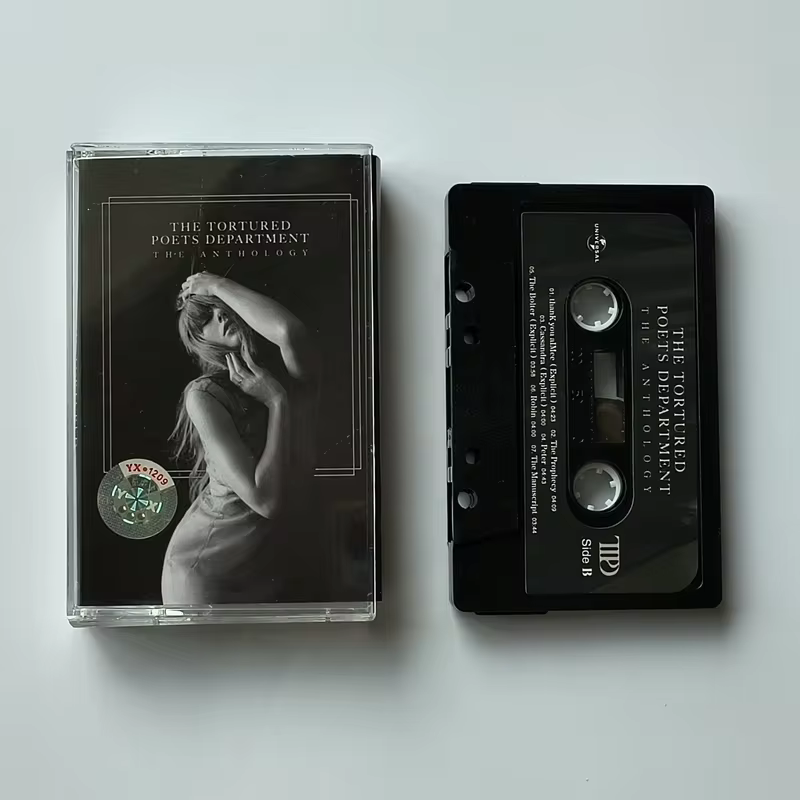 THE TORTURED
POETS DEPARTMENT
THE ANTHOLOGY
YX•1209
YX
UNIVERSAL
THE TORTURED
POETS DEPARTMENT
THE ANTHOLOGY
01. thanK you aIMee ( Explicit ) 04:23 02. The Prophecy 04:09
03. Cassandra ( Explicit ) 04:00 04. Peter 04:43
05. The Bolter ( Explicit ) 03:58 06. Robin 04:00 07. The Manuscript 03:44
TTPD
Side B